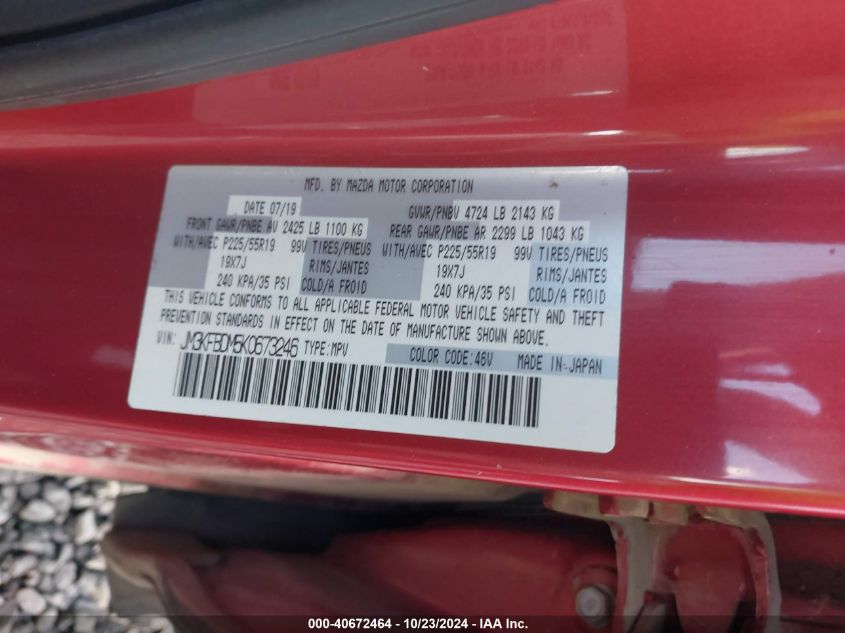 MFD. BY MAZDA MOTOR CORPORATION
DATE 07/19 GVWR/PNBV 4724 LB 2143 KG
FRONT GAWR/PNBE AV 2425 LB 1100 KG REAR GAWR/PNBE AR 2299 LB 1043 KG
WITH/AVEC P225/55R19 99V TIRES/PNEUS WITH/AVEC P225/55R19 99V TIRES/PNEUS
19X7J RIMS/JANTES 19X7J RIMS/JANTES
240 KPA/35 PSI COLD/A FROID 240 KPA/35 PSI COLD/A FROID
THIS VEHICLE CONFORMS TO ALL APPLICABLE FEDERAL MOTOR VEHICLE SAFETY AND THEFT
PREVENTION STANDARDS IN EFFECT ON THE DATE OF MANUFACTURE SHOWN ABOVE.
VIN: JM3KFBDM5K0673246 TYPE:MPV COLOR CODE:46V MADE IN JAPAN
000-40672464 - 10/23/2024 - IAA Inc.